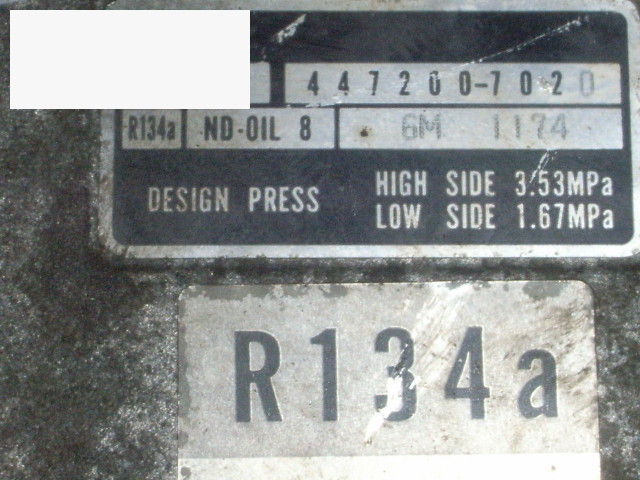 447200-7020
R134a ND-OIL 8 6M 1174
DESIGN PRESS HIGH SIDE 3.53MPa
LOW SIDE 1.67MPa
R134a